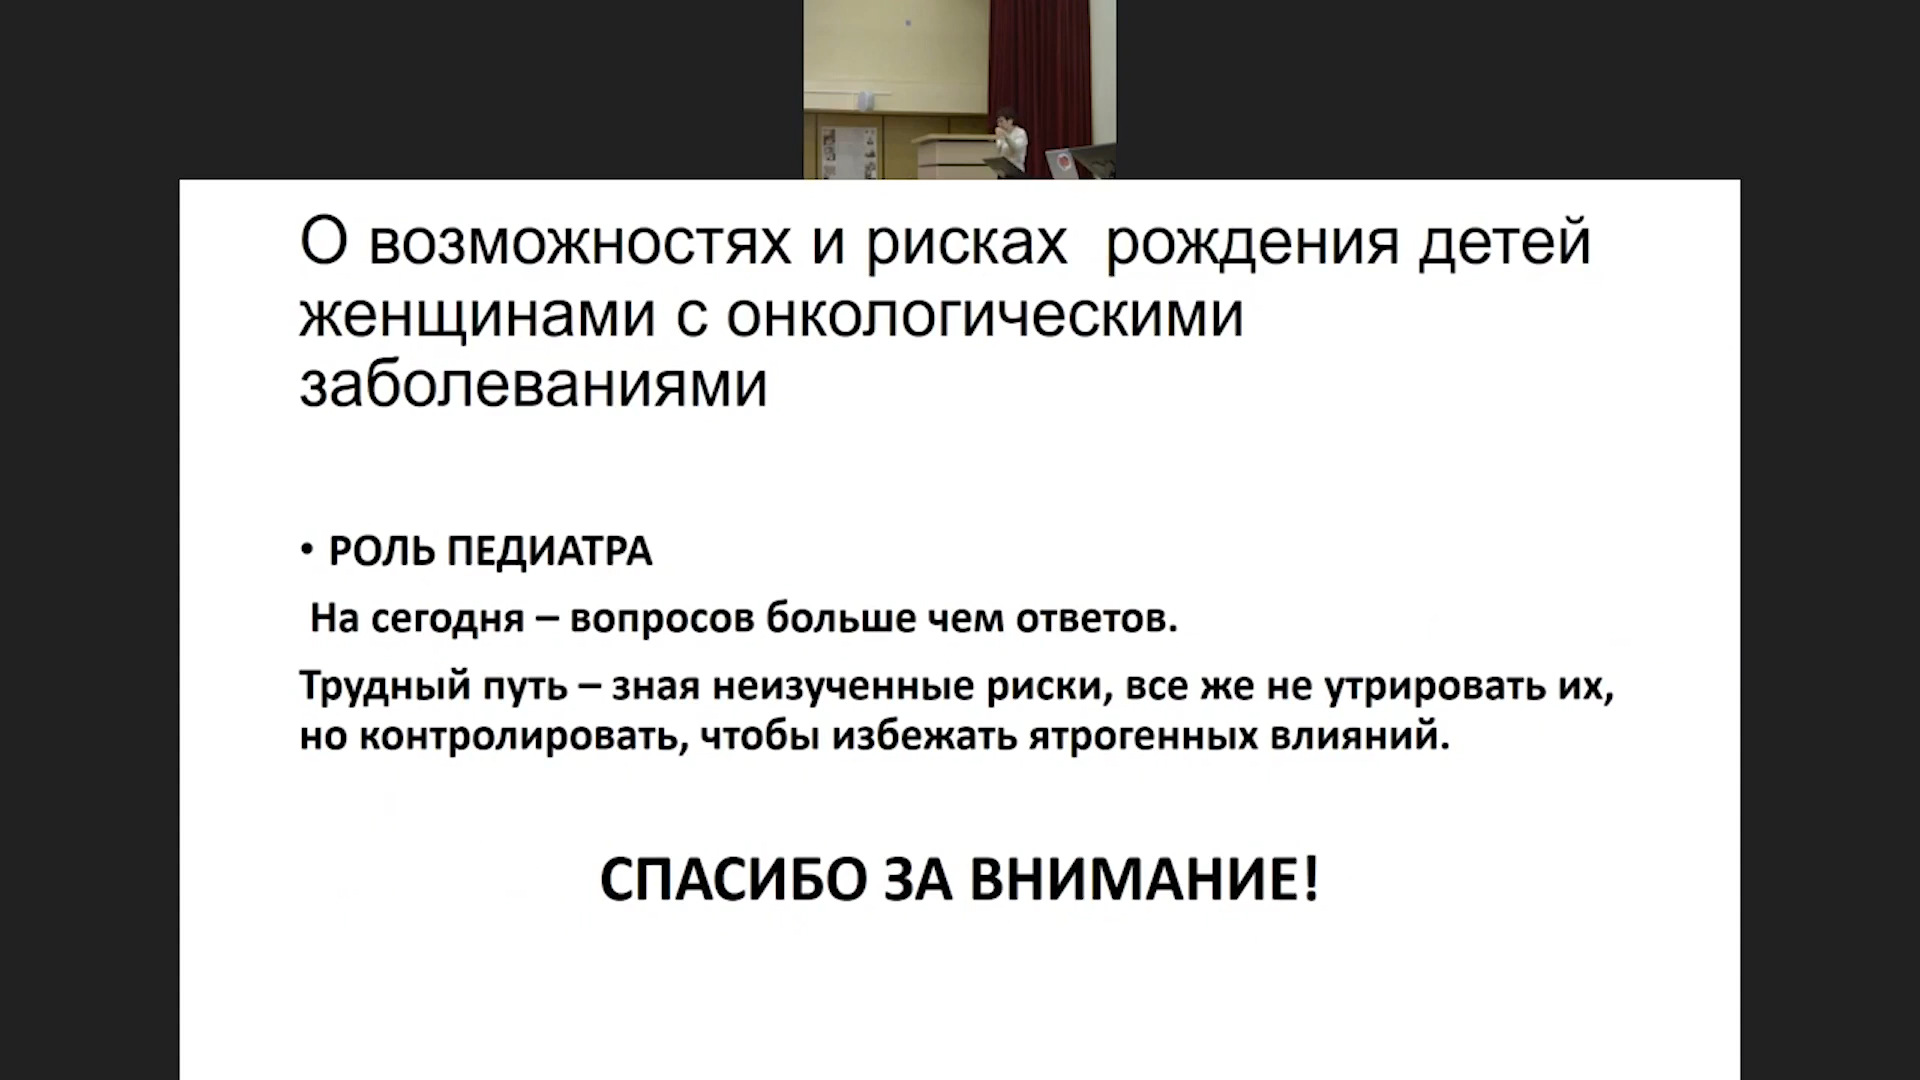 О возможностях и рисках  рождения детей
женщинами с онкологическими
заболеваниями
• РОЛЬ ПЕДИАТРА
На сегодня – вопросов больше чем ответов.
Трудный путь – зная неизученные риски, все же не утрировать их,
но контролировать, чтобы избежать ятрогенных влияний.
СПАСИБО ЗА ВНИМАНИЕ!